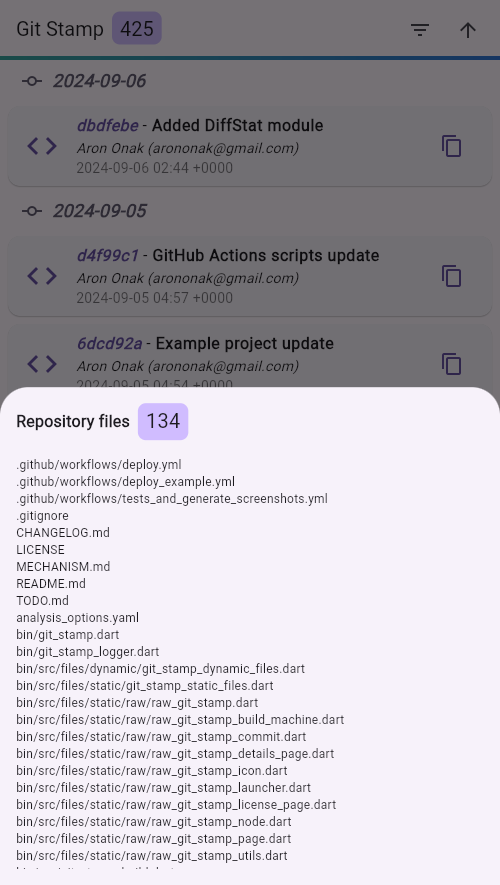 Git Stamp 425
2024-09-06
dbdfebe - Added DiffStat module
Aron Onak (arononak@gmail.com)
2024-09-06 02:44 +0000
2024-09-05
d4f99c1 - GitHub Actions scripts update
Aron Onak (arononak@gmail.com)
2024-09-05 04:57 +0000
6dcd92a - Example project update
Aron Onak (arononak@gmail.com)
2024-09-05 04:54 +0000
Repository files 134
.github/workflows/deploy.yml
.github/workflows/deploy_example.yml
.github/workflows/tests_and_generate_screenshots.yml
.gitignore
CHANGELOG.md
LICENSE
MECHANISM.md
README.md
TODO.md
analysis_options.yaml
bin/git_stamp.dart
bin/git_stamp_logger.dart
bin/src/files/dynamic/git_stamp_dynamic_files.dart
bin/src/files/static/git_stamp_static_files.dart
bin/src/files/static/raw/raw_git_stamp.dart
bin/src/files/static/raw/raw_git_stamp_build_machine.dart
bin/src/files/static/raw/raw_git_stamp_commit.dart
bin/src/files/static/raw/raw_git_stamp_details_page.dart
bin/src/files/static/raw/raw_git_stamp_icon.dart
bin/src/files/static/raw/raw_git_stamp_launcher.dart
bin/src/files/static/raw/raw_git_stamp_license_page.dart
bin/src/files/static/raw/raw_git_stamp_node.dart
bin/src/files/static/raw/raw_git_stamp_page.dart
bin/src/files/static/raw/raw_git_stamp_utils.dart